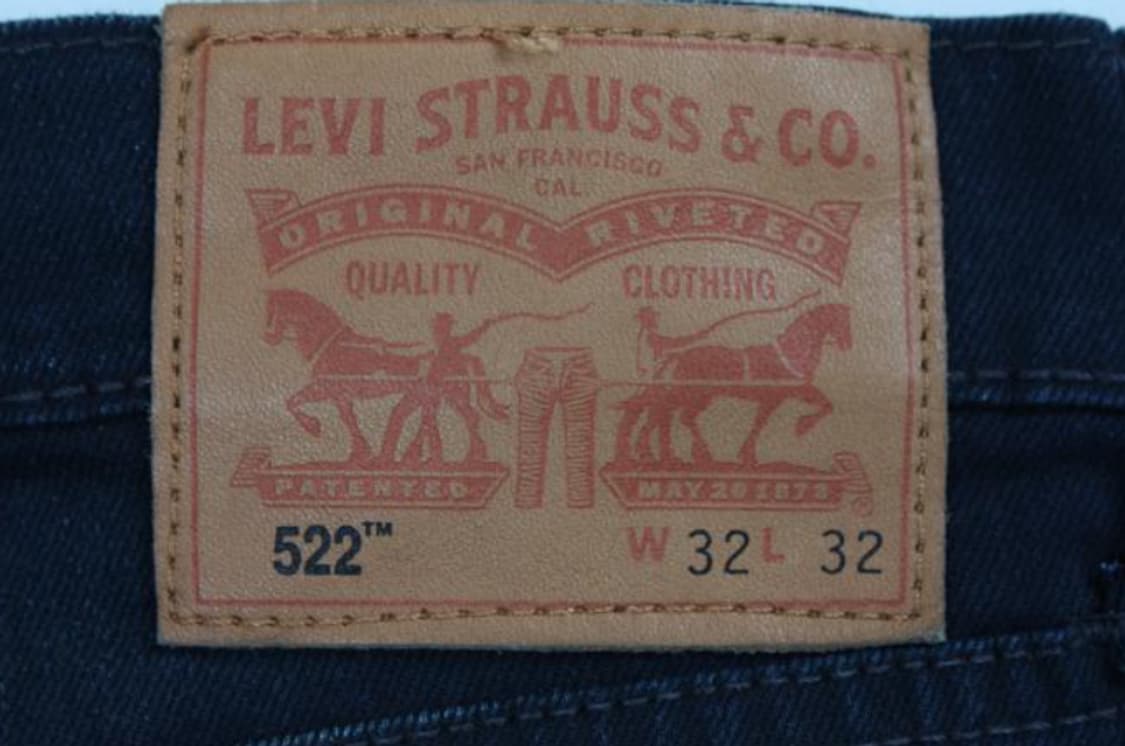 LEVI STRAUSS & CO.
SAN FRANCISCO
CAL
ORIGINAL RIVETED
QUALITY CLOTHING
PATENTED MAY 20 1873
®
522™ W 32 L 32